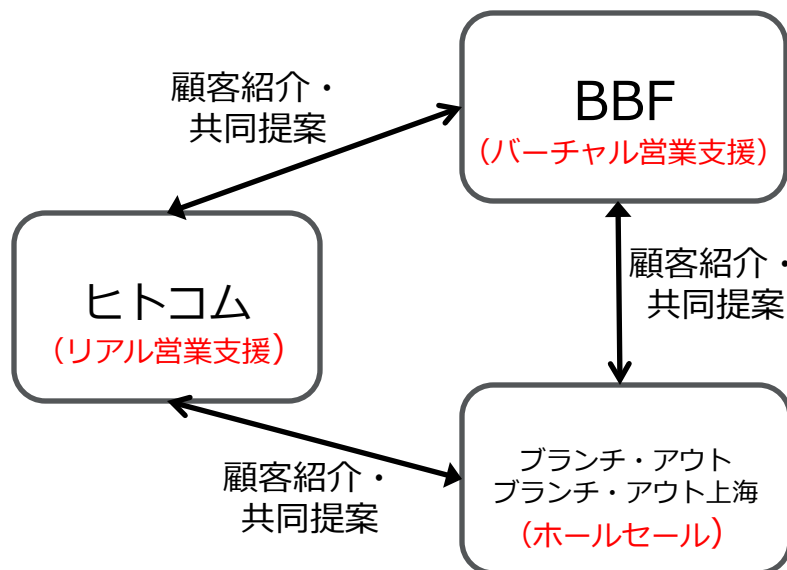 顧客紹介・
共同提案
BBF
(バーチャル営業支援)
ヒトコム
(リアル営業支援)
顧客紹介・
共同提案
顧客紹介・
共同提案
ブランチ・アウト
ブランチ・アウト上海
(ホールセール)